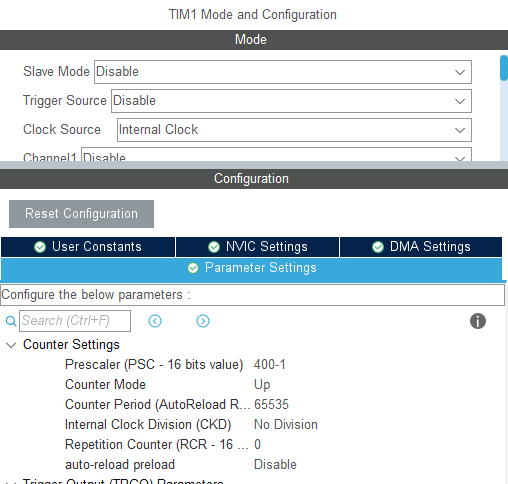 TIM1 Mode and Configuration
Mode
Slave Mode Disable
Trigger Source Disable
Clock Source Internal Clock
Channel1 Disable
Configuration
Reset Configuration
User Constants NVIC Settings DMA Settings
Parameter Settings
Configure the below parameters :
Search (Ctrl+F)
Counter Settings
Prescaler (PSC - 16 bits value) 400-1
Counter Mode Up
Counter Period (AutoReload R... 65535
Internal Clock Division (CKD) No Division
Repetition Counter (RCR - 16 ... 0
auto-reload preload Disable
Trigger Output (TRGO) Parameters